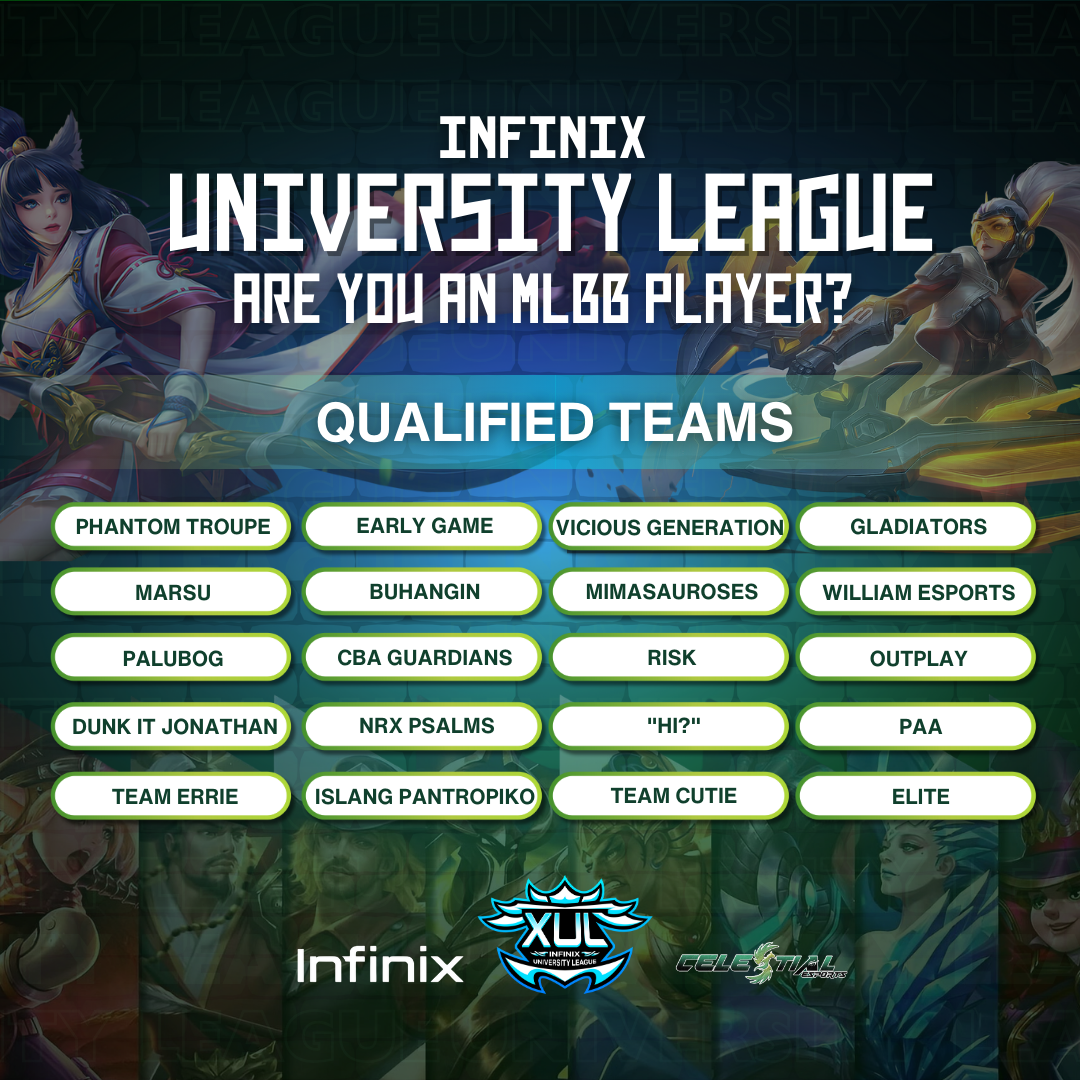 INFINIX
UNIVERSITY LEAGUE
ARE YOU AN MLBB PLAYER?
QUALIFIED TEAMS
PHANTOM TROUPE EARLY GAME VICIOUS GENERATION GLADIATORS
MARSU BUHANGIN MIMASAUROSES WILLIAM ESPORTS
PALUBOG CBA GUARDIANS RISK OUTPLAY
DUNK IT JONATHAN NRX PSALMS "HI?" PAA
TEAM ERRIE ISLANG PANTROPIKO TEAM CUTIE ELITE
Infinix
XUL
INFINIX
UNIVERSITY LEAGUE
CELESTIAL
ESPORTS